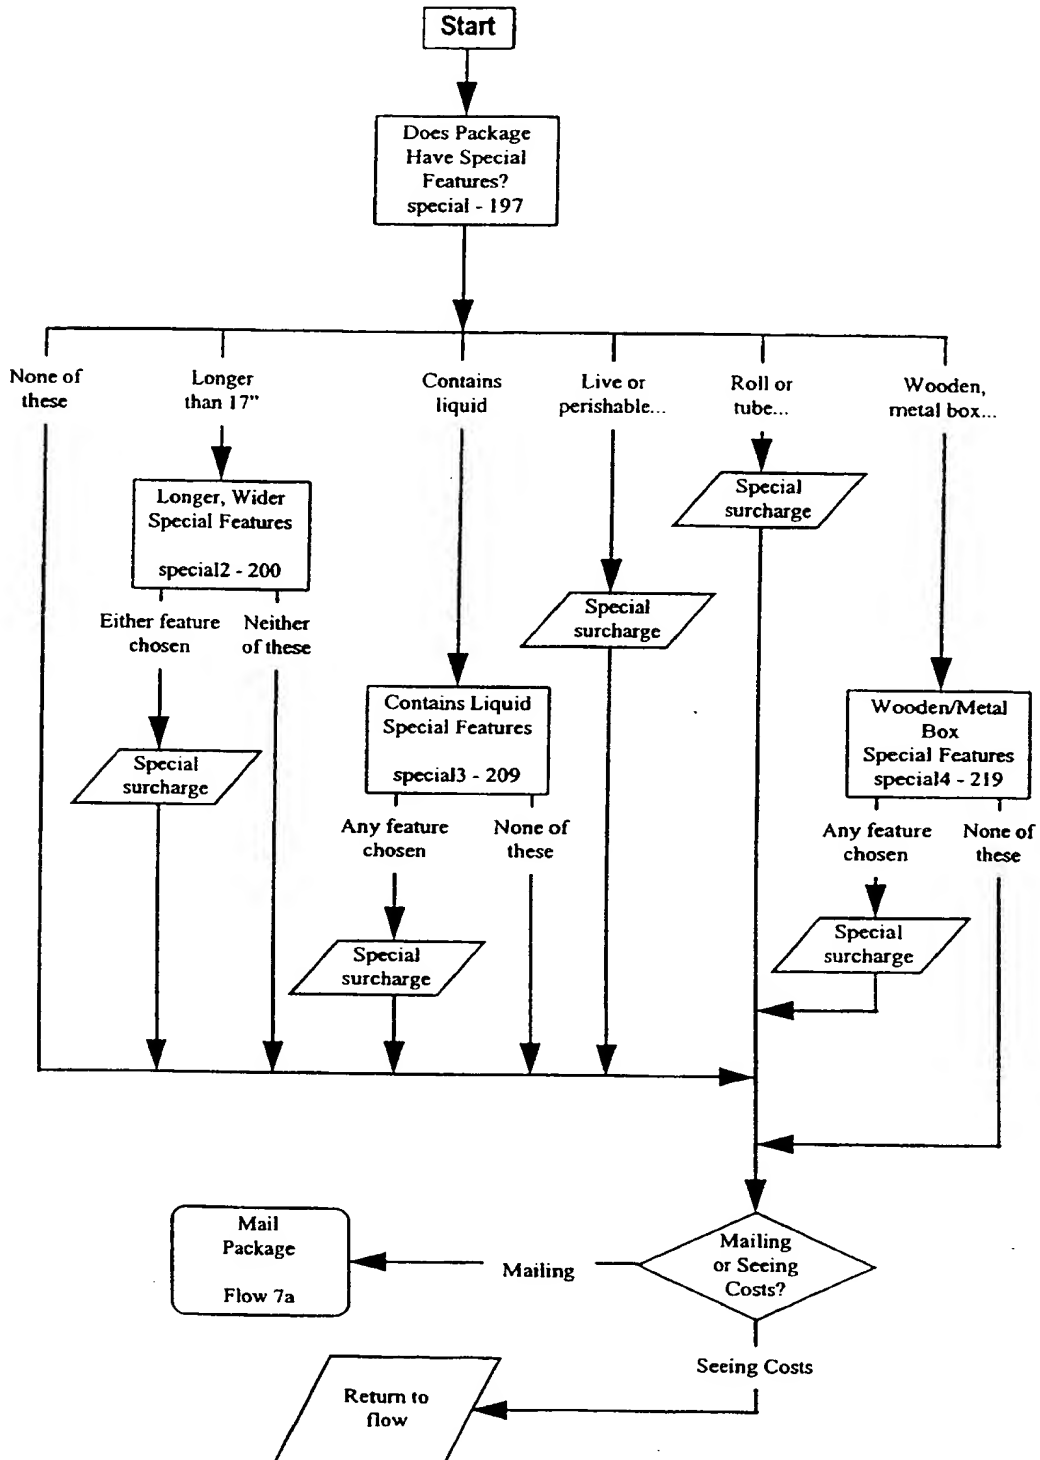 Start
Does Package
Have Special
Features?
special - 197
None of
these
Longer
than 17"
Contains
liquid
Live or
perishable...
Roll or
tube...
Wooden,
metal box...
Special
surcharge
Longer, Wider
Special Features
special2 - 200
Either feature
chosen
Neither
of these
Special
surcharge
Contains Liquid
Special Features
special3 - 209
Wooden/Metal
Box
Special Features
special4 - 219
Special
surcharge
Any feature
chosen
None of
these
Any feature
chosen
None of
these
Special
surcharge
Special
surcharge
Mail
Package
Flow 7a
Mailing
Mailing
or Seeing
Costs?
Seeing Costs
Return to
flow